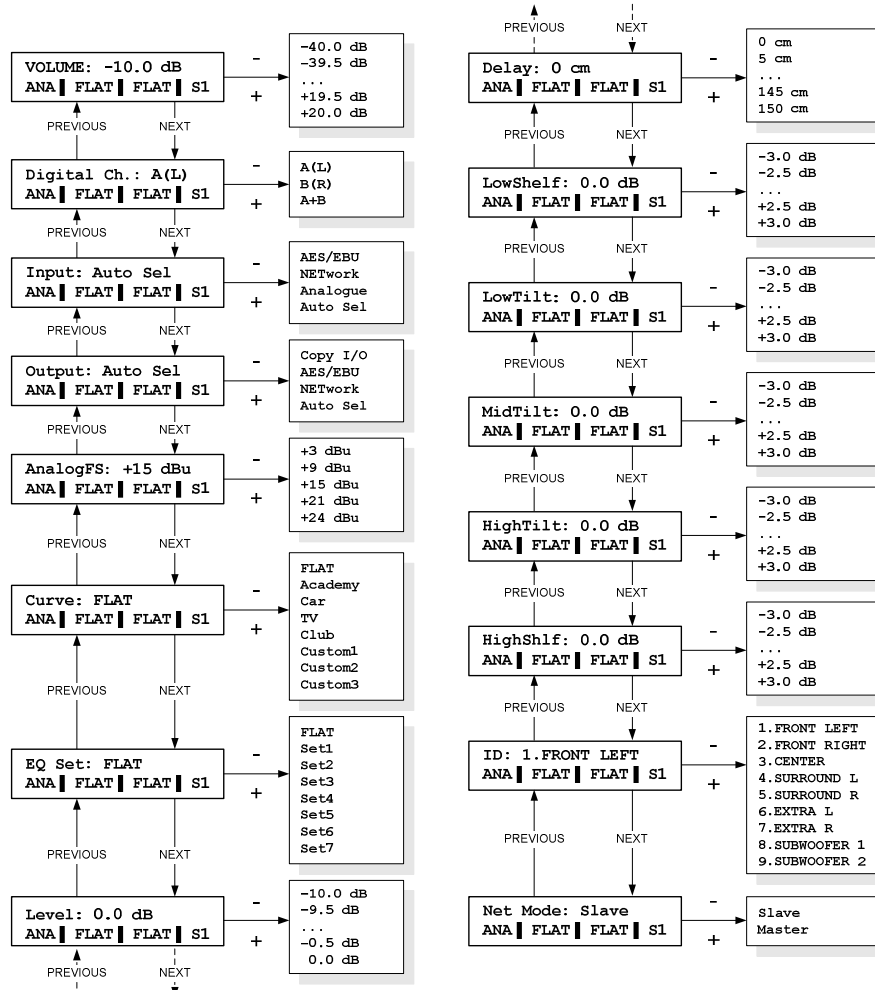 VOLUME: -10.0 dB
ANA FLAT FLAT S1
-
+
-40.0 dB
-39.5 dB
...
+19.5 dB
+20.0 dB
PREVIOUS
NEXT
Digital Ch.: A(L)
ANA FLAT FLAT S1
-
+
A(L)
B(R)
A+B
PREVIOUS
NEXT
Input: Auto Sel
ANA FLAT FLAT S1
-
+
AES/EBU
NETwork
Analogue
Auto Sel
PREVIOUS
NEXT
Output: Auto Sel
ANA FLAT FLAT S1
-
+
Copy I/O
AES/EBU
NETwork
Auto Sel
PREVIOUS
NEXT
AnalogFS: +15 dBu
ANA FLAT FLAT S1
-
+
+3 dBu
+9 dBu
+15 dBu
+21 dBu
+24 dBu
PREVIOUS
NEXT
Curve: FLAT
ANA FLAT FLAT S1
-
+
FLAT
Academy
Car
TV
Club
Custom1
Custom2
Custom3
PREVIOUS
NEXT
EQ Set: FLAT
ANA FLAT FLAT S1
-
+
FLAT
Set1
Set2
Set3
Set4
Set5
Set6
Set7
PREVIOUS
NEXT
Level: 0.0 dB
ANA FLAT FLAT S1
-
+
-10.0 dB
-9.5 dB
...
-0.5 dB
0.0 dB
PREVIOUS
NEXT
PREVIOUS
NEXT
Delay: 0 cm
ANA FLAT FLAT S1
-
+
0 cm
5 cm
...
145 cm
150 cm
PREVIOUS
NEXT
LowShelf: 0.0 dB
ANA FLAT FLAT S1
-
+
-3.0 dB
-2.5 dB
...
+2.5 dB
+3.0 dB
PREVIOUS
NEXT
LowTilt: 0.0 dB
ANA FLAT FLAT S1
-
+
-3.0 dB
-2.5 dB
...
+2.5 dB
+3.0 dB
PREVIOUS
NEXT
MidTilt: 0.0 dB
ANA FLAT FLAT S1
-
+
-3.0 dB
-2.5 dB
...
+2.5 dB
+3.0 dB
PREVIOUS
NEXT
HighTilt: 0.0 dB
ANA FLAT FLAT S1
-
+
-3.0 dB
-2.5 dB
...
+2.5 dB
+3.0 dB
PREVIOUS
NEXT
HighShlf: 0.0 dB
ANA FLAT FLAT S1
-
+
-3.0 dB
-2.5 dB
...
+2.5 dB
+3.0 dB
PREVIOUS
NEXT
ID: 1.FRONT LEFT
ANA FLAT FLAT S1
-
+
1.FRONT LEFT
2.FRONT RIGHT
3.CENTER
4.SURROUND L
5.SURROUND R
6.EXTRA L
7.EXTRA R
8.SUBWOOFER 1
9.SUBWOOFER 2
PREVIOUS
NEXT
Net Mode: Slave
ANA FLAT FLAT S1
-
+
Slave
Master